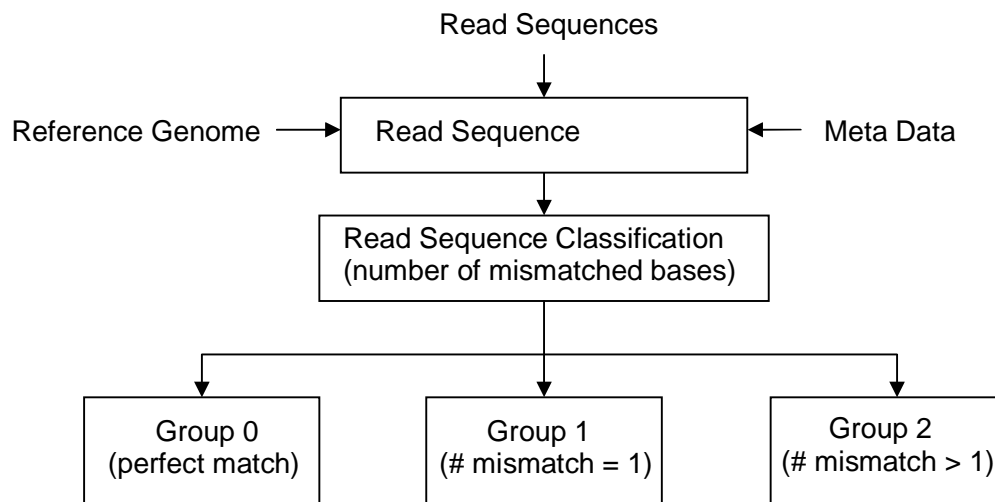 Read Sequences
Reference Genome
Read Sequence
Meta Data
Read Sequence Classification
(number of mismatched bases)
Group 0
(perfect match)
Group 1
(# mismatch = 1)
Group 2
(# mismatch > 1)